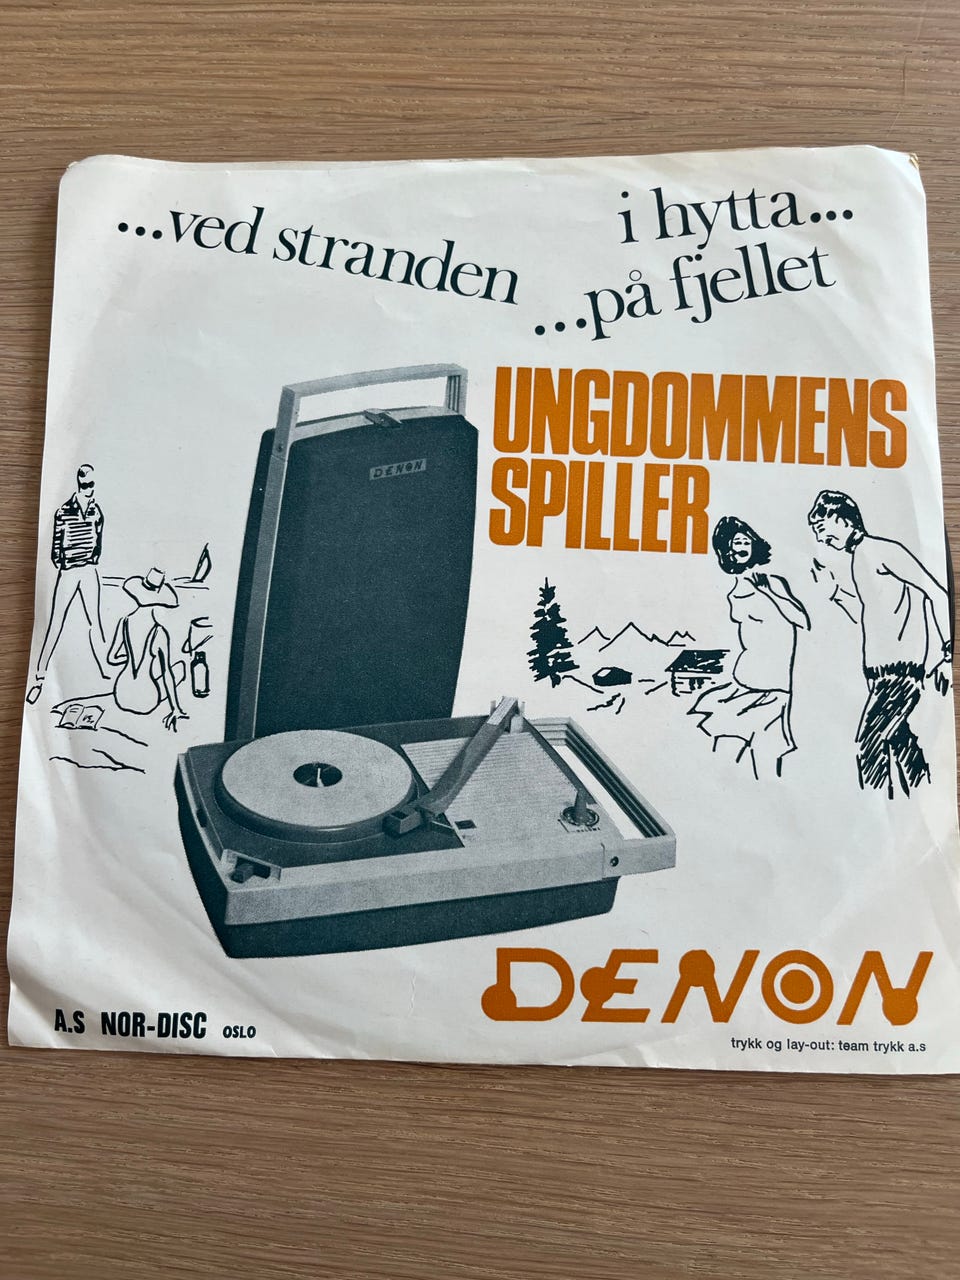 ...ved stranden
i hytta...
...på fjellet
UNGDOMMENS
SPILLER
DENON
DENON
A.S NOR-DISC OSLO
trykk og lay-out: team trykk a.s